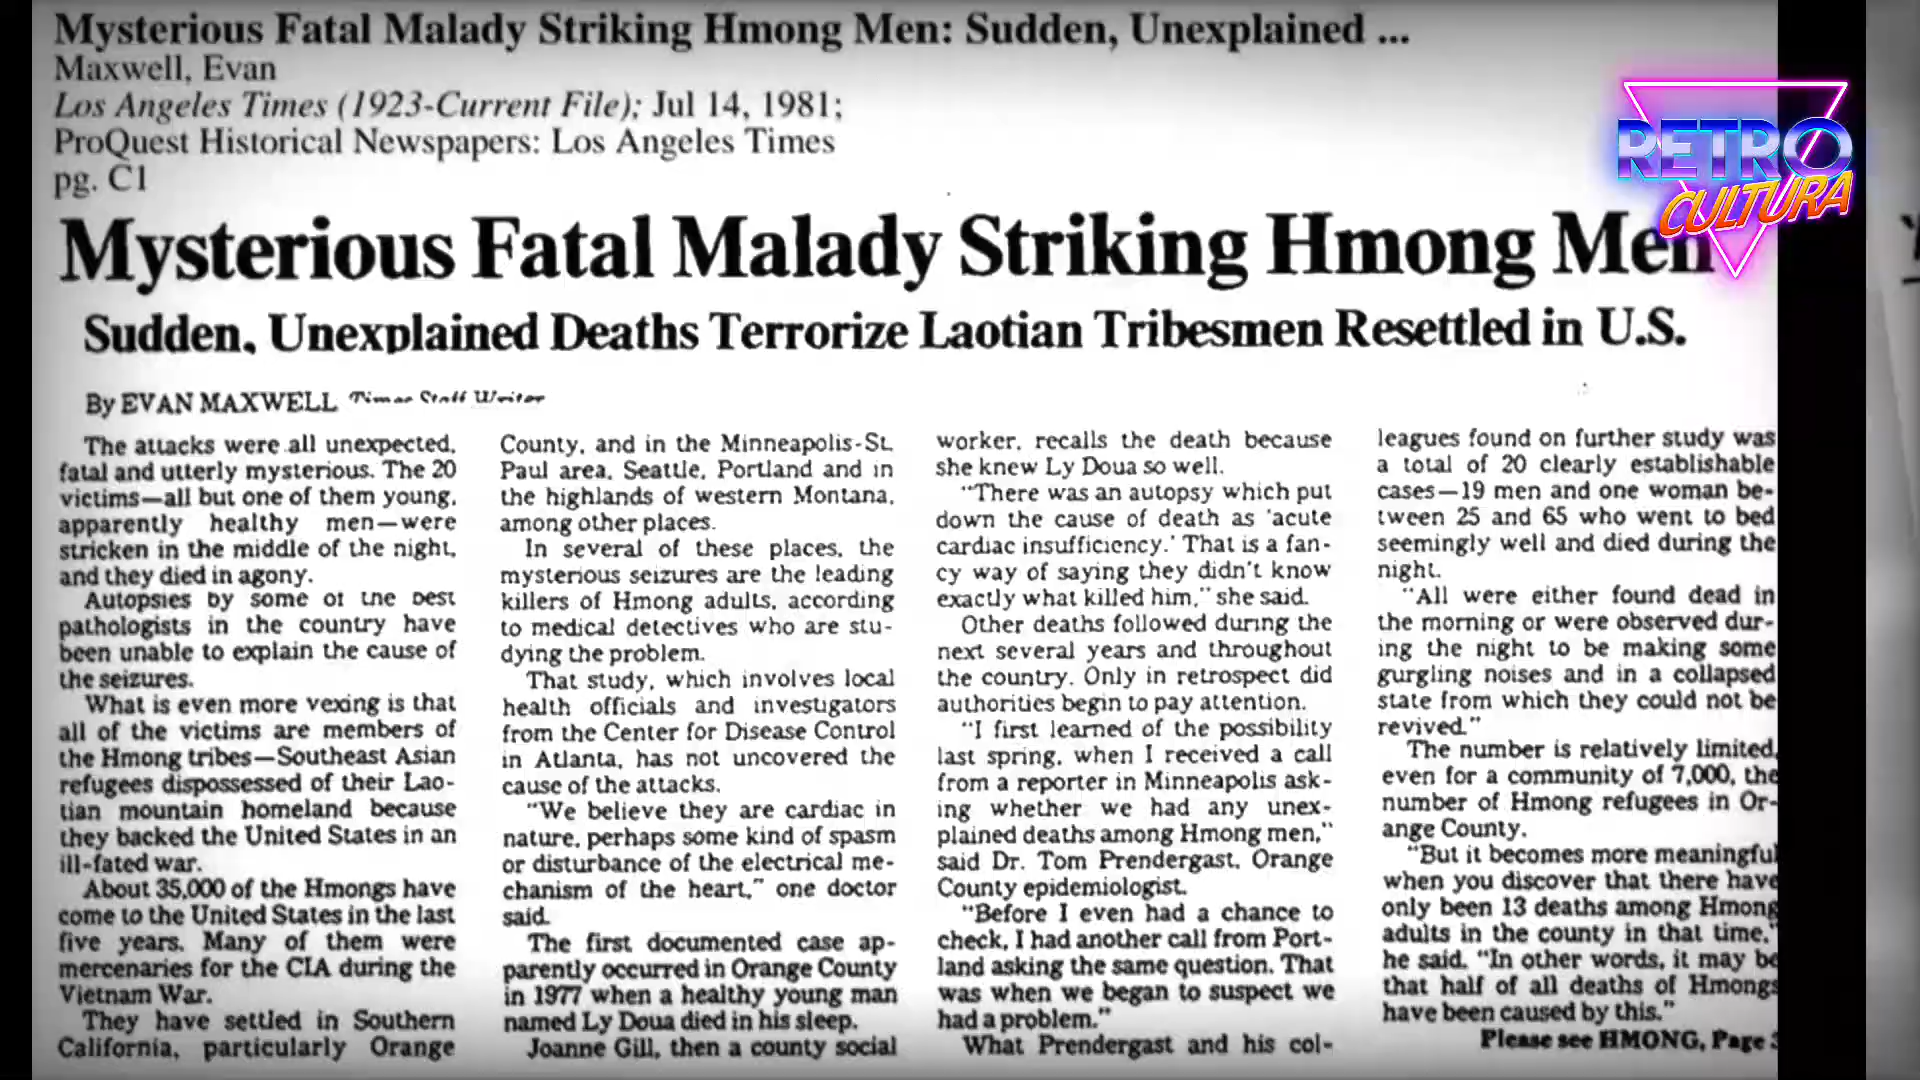 Mysterious Fatal Malady Striking Hmong Men: Sudden, Unexplained ...
Maxwell, Evan
Los Angeles Times (1923-Current File); Jul 14, 1981;
ProQuest Historical Newspapers: Los Angeles Times
pg. C1
RETRO
CULTURA
Mysterious Fatal Malady Striking Hmong Men
Sudden, Unexplained Deaths Terrorize Laotian Tribesmen Resettled in U.S.
By EVAN MAXWELL Times Staff Writer
The attacks were all unexpected,
fatal and utterly mysterious. The 20
victims—all but one of them young,
apparently healthy men—were
stricken in the middle of the night,
and they died in agony.
Autopsies by some of the best
pathologists in the country have
been unable to explain the cause of
the seizures.
What is even more vexing is that
all of the victims are members of
the Hmong tribes—Southeast Asian
refugees dispossessed of their Lao-
tian mountain homeland because
they backed the United States in an
ill-fated war.
About 35,000 of the Hmongs have
come to the United States in the last
five years. Many of them were
mercenaries for the CIA during the
Vietnam War.
They have settled in Southern
California, particularly Orange
County, and in the Minneapolis-St.
Paul area, Seattle, Portland and in
the highlands of western Montana,
among other places.
In several of these places, the
mysterious seizures are the leading
killers of Hmong adults, according
to medical detectives who are stu-
dying the problem.
That study, which involves local
health officials and investigators
from the Center for Disease Control
in Atlanta, has not uncovered the
cause of the attacks.
"We believe they are cardiac in
nature, perhaps some kind of spasm
or disturbance of the electrical me-
chanism of the heart," one doctor
said.
The first documented case ap-
parently occurred in Orange County
in 1977 when a healthy young man
named Ly Doua died in his sleep.
Joanne Gill, then a county social
worker, recalls the death because
she knew Ly Doua so well.
"There was an autopsy which put
down the cause of death as 'acute
cardiac insufficiency.' That is a fan-
cy way of saying they didn't know
exactly what killed him," she said.
Other deaths followed during the
next several years and throughout
the country. Only in retrospect did
authorities begin to pay attention.
"I first learned of the possibility
last spring, when I received a call
from a reporter in Minneapolis ask-
ing whether we had any unex-
plained deaths among Hmong men,"
said Dr. Tom Prendergast, Orange
County epidemiologist.
"Before I even had a chance to
check, I had another call from Port-
land asking the same question. That
was when we began to suspect we
had a problem."
What Prendergast and his col-
leagues found on further study was
a total of 20 clearly establishable
cases—19 men and one woman be-
tween 25 and 65 who went to bed
seemingly well and died during the
night.
"All were either found dead in
the morning or were observed dur-
ing the night to be making some
gurgling noises and in a collapsed
state from which they could not be
revived."
The number is relatively limited,
even for a community of 7,000, the
number of Hmong refugees in Or-
ange County.
"But it becomes more meaningful
when you discover that there have
only been 13 deaths among Hmong
adults in the county in that time,"
he said. "In other words, it may be
that half of all deaths of Hmongs
have been caused by this."
Please see HMONG, Page 3